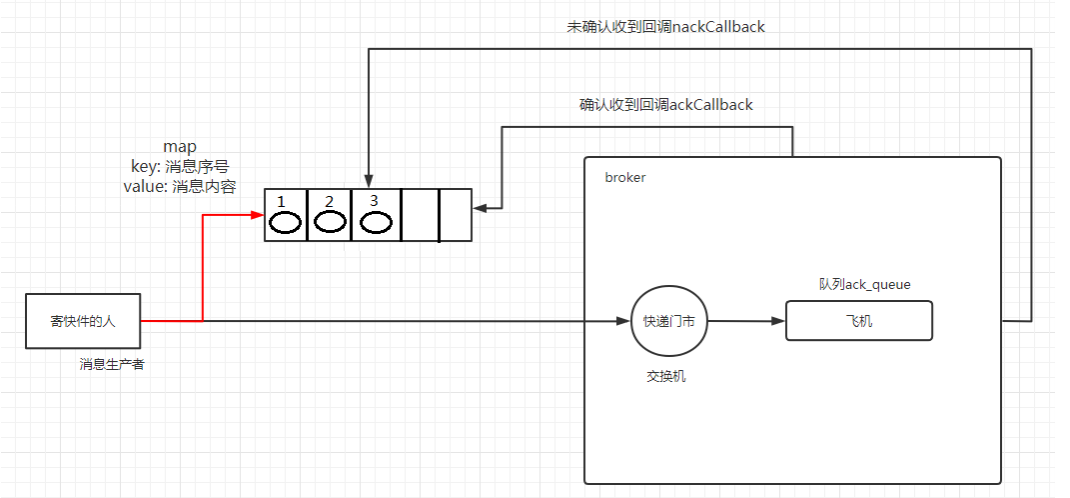 未确认收到回调nackCallback
确认收到回调ackCallback
map
key: 消息序号
value: 消息内容
broker
1 2 3
队列ack_queue
寄快件的人
快递门市
飞机
消息生产者
交换机